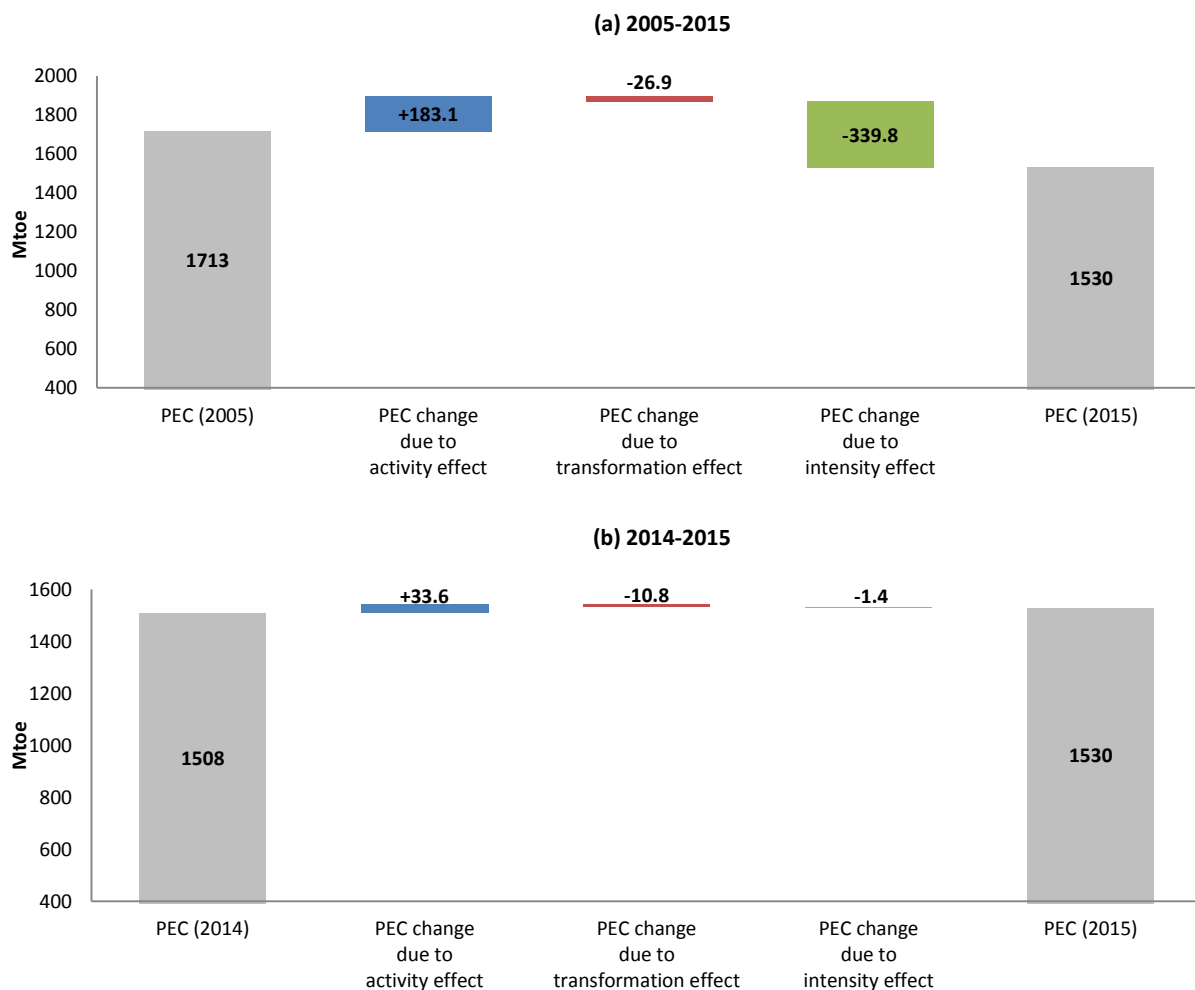 (a) 2005-2015
Mtoe
2000
1800
1600
1400
1200
1000
800
600
400
1713
+183.1
-26.9
-339.8
1530
PEC (2005)
PEC change
due to
activity effect
PEC change
due to
transformation effect
PEC change
due to
intensity effect
PEC (2015)
(b) 2014-2015
Mtoe
1600
1400
1200
1000
800
600
400
1508
+33.6
-10.8
-1.4
1530
PEC (2014)
PEC change
due to
activity effect
PEC change
due to
transformation effect
PEC change
due to
intensity effect
PEC (2015)